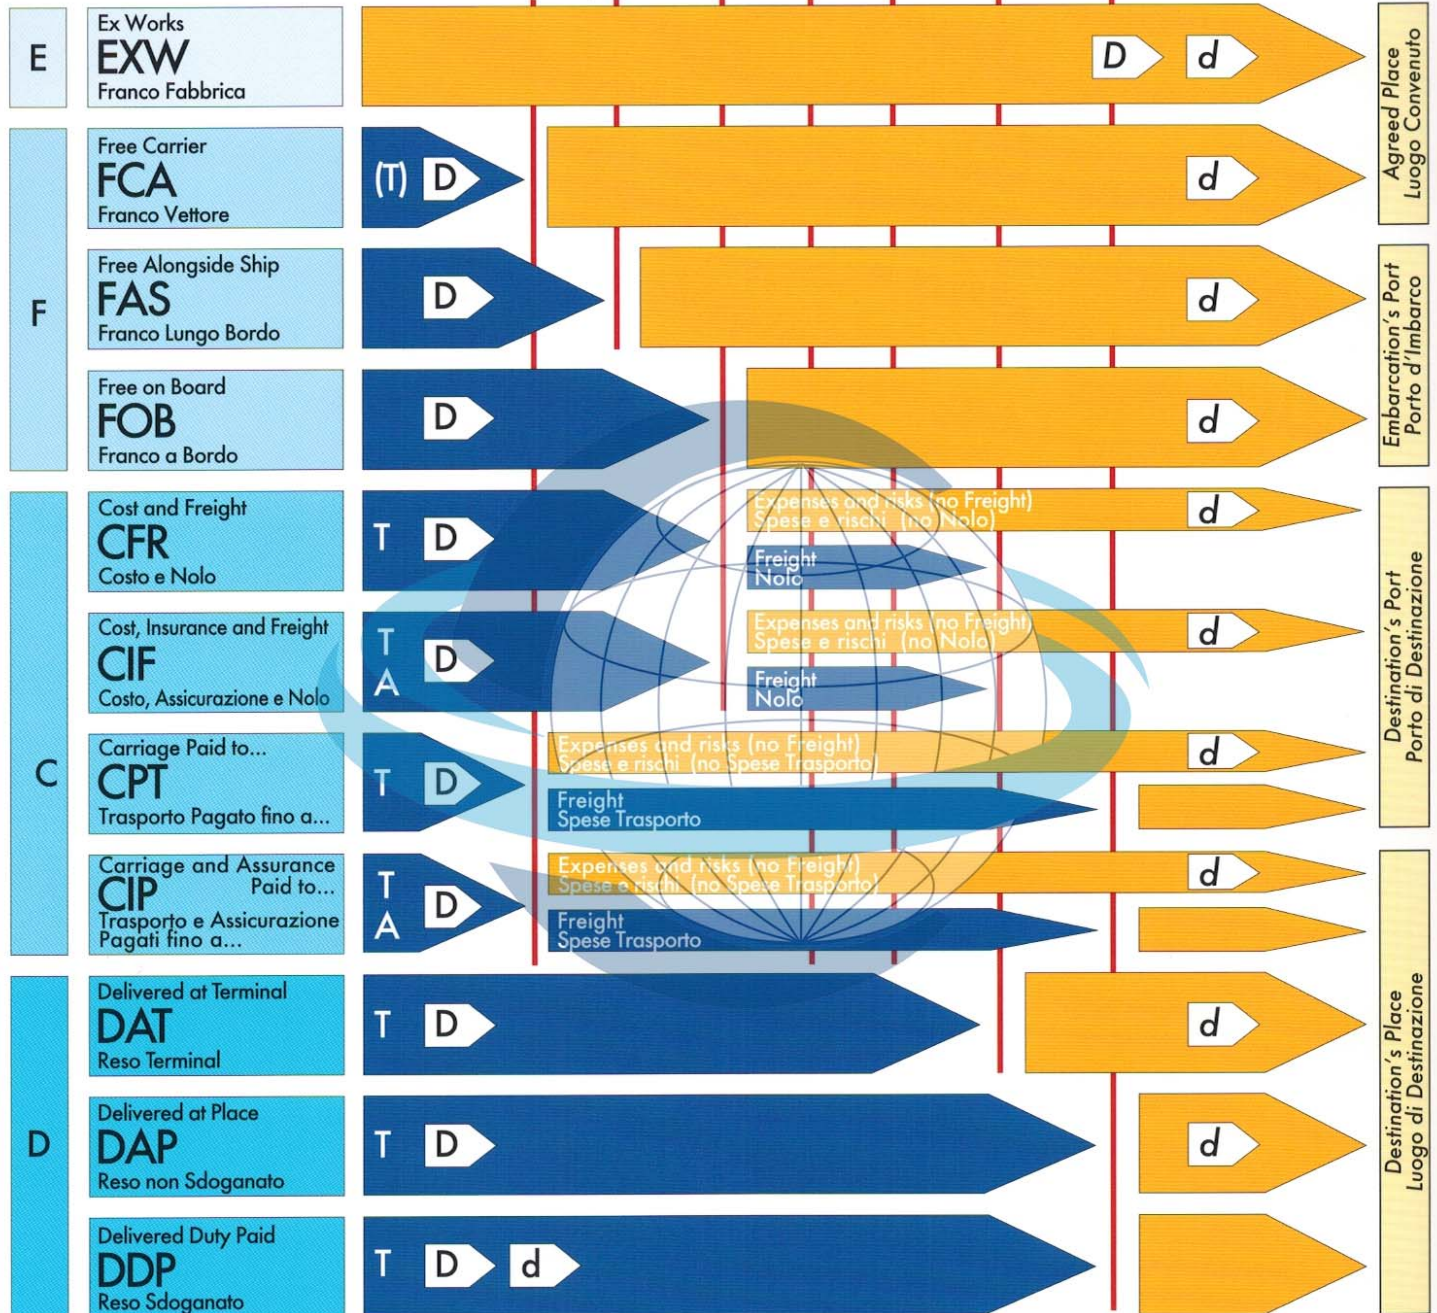 E
Ex Works
EXW
Franco Fabbrica
D
d
Agreed Place
Luogo Convenuto
F
Free Carrier
FCA
Franco Vettore
(T)
D
d
Free Alongside Ship
FAS
Franco Lungo Bordo
D
d
Embarcation's Port
Porto d'Imbarco
Free on Board
FOB
Franco a Bordo
D
d
C
Cost and Freight
CFR
Costo e Nolo
T
D
Expenses and risks (no Freight)
Spese e rischi (no Nolo)
d
Freight
Nolo
Destination's Port
Porto di Destinazione
Cost, Insurance and Freight
CIF
Costo, Assicurazione e Nolo
T
A
D
Expenses and risks (no Freight)
Spese e rischi (no Nolo)
d
Freight
Nolo
Carriage Paid to...
CPT
Trasporto Pagato fino a...
T
D
Expenses and risks (no Freight)
Spese e rischi (no Spese Trasporto)
d
Freight
Spese Trasporto
Carriage and Assurance
CIP Paid to...
Trasporto e Assicurazione
Pagati fino a...
T
A
D
Expenses and risks (no Freight)
Spese e rischi (no Spese Trasporto)
d
Freight
Spese Trasporto
Destination's Place
Luogo di Destinazione
D
Delivered at Terminal
DAT
Reso Terminal
T
D
d
Delivered at Place
DAP
Reso non Sdoganato
T
D
d
Delivered Duty Paid
DDP
Reso Sdoganato
T
D
d